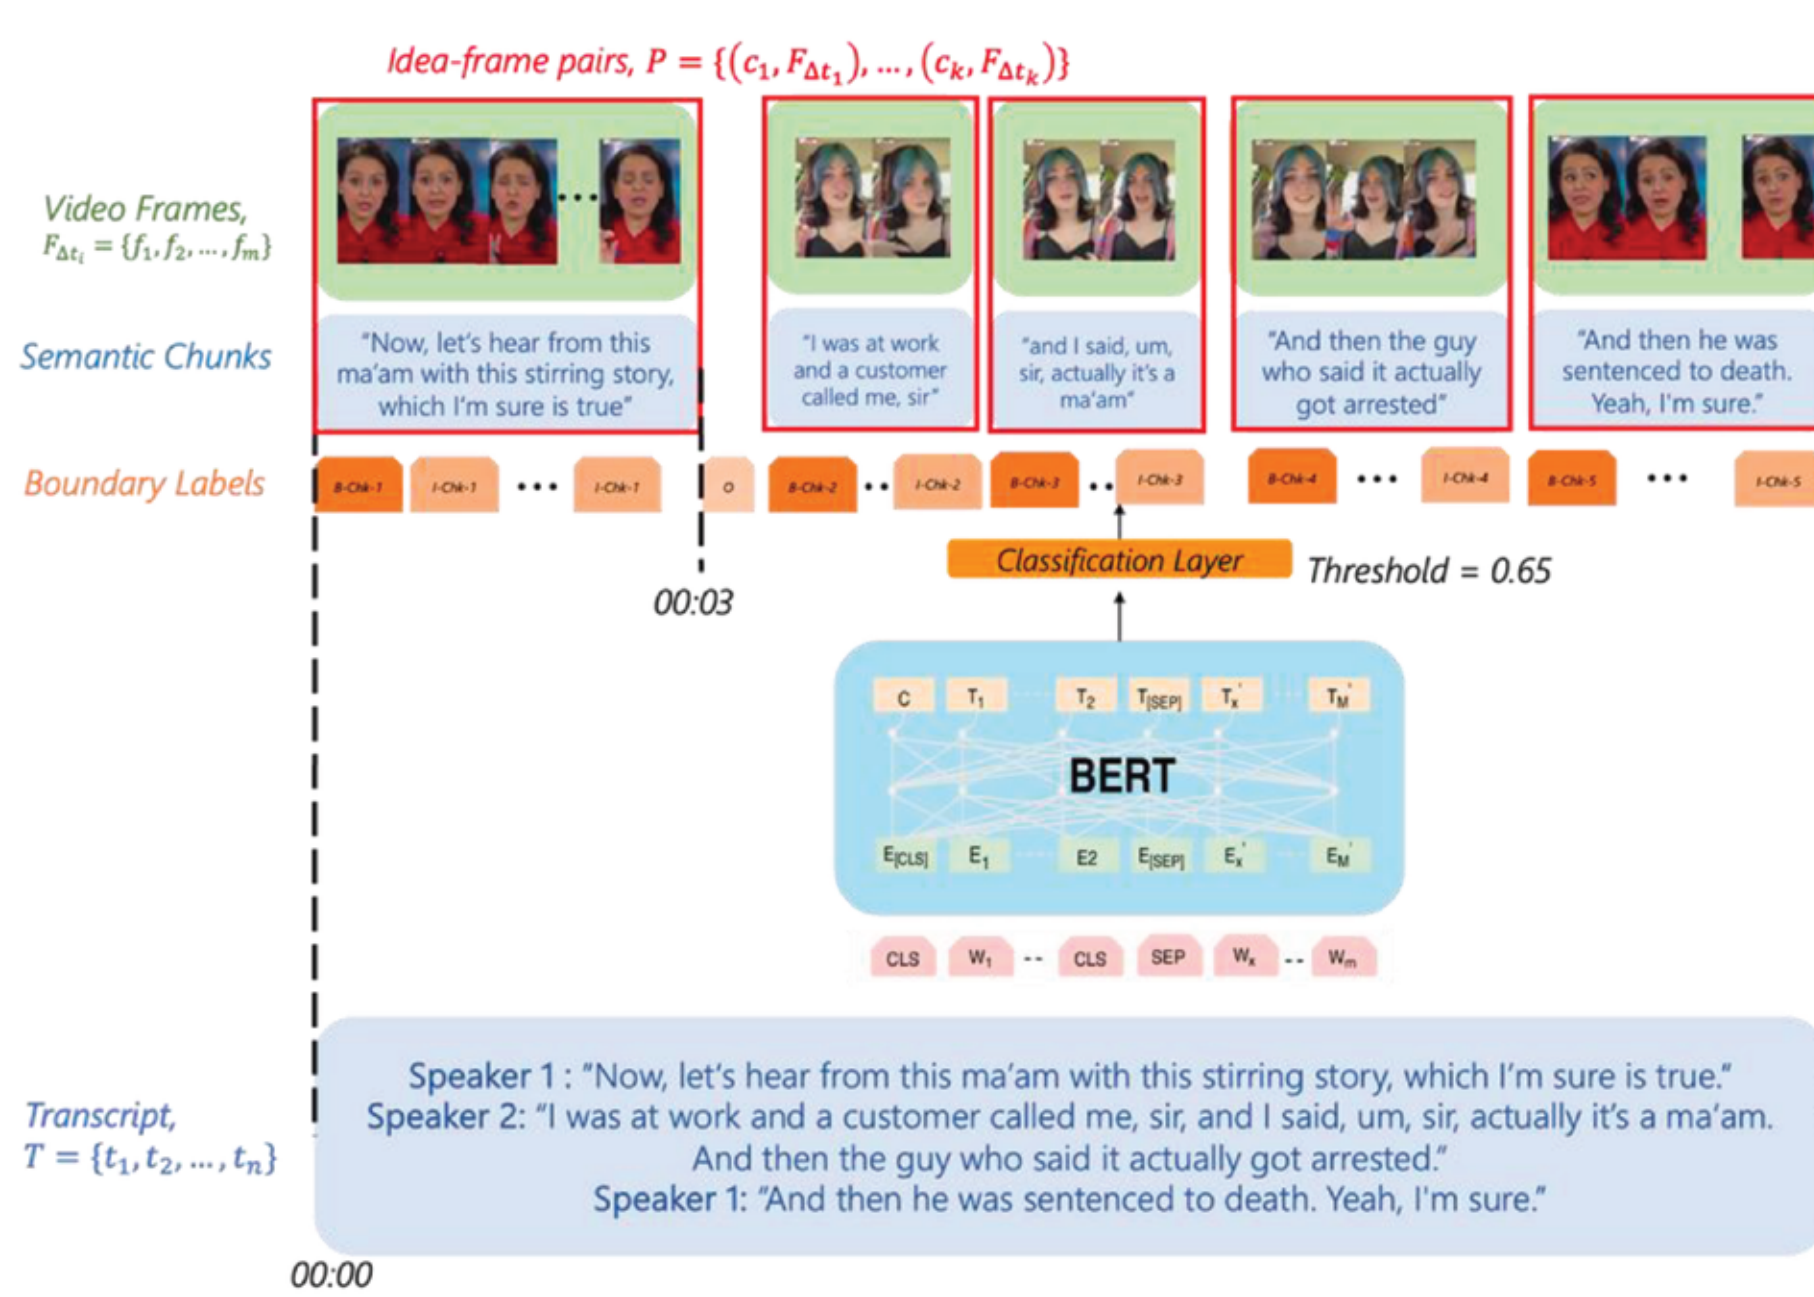 Idea-frame pairs, P = {(c₁, F_Δt₁), ..., (c_k, F_Δt_k)}
Video Frames,
F_Δtᵢ = {f₁, f₂, ..., f_m}
Semantic Chunks
“Now, let’s hear from this
ma’am with this stirring story,
which I’m sure is true”
“I was at work
and a customer
called me, sir”
“and I said, um,
sir, actually it’s a
ma’am”
“And then the guy
who said it actually
got arrested”
“And then he was
sentenced to death.
Yeah, I'm sure.”
Boundary Labels
B-Chk-1 I-Chk-1 ••• I-Chk-1 O B-Chk-2 •• I-Chk-2 B-Chk-3 •• I-Chk-3 B-Chk-4 ••• I-Chk-4 B-Chk-5 ••• I-Chk-5
00:03
Classification Layer
Threshold = 0.65
C T₁ T₂ T[SEP] Tₓ' T_M'
BERT
E[CLS] E₁ E2 E[SEP] Eₓ' E_M'
CLS W₁ -- CLS SEP Wₓ -- Wₘ
Transcript,
T = {t₁, t₂, ..., tₙ}
Speaker 1 : “Now, let’s hear from this ma’am with this stirring story, which I’m sure is true.”
Speaker 2: “I was at work and a customer called me, sir, and I said, um, sir, actually it’s a ma’am.
And then the guy who said it actually got arrested.”
Speaker 1: “And then he was sentenced to death. Yeah, I'm sure.”
00:00